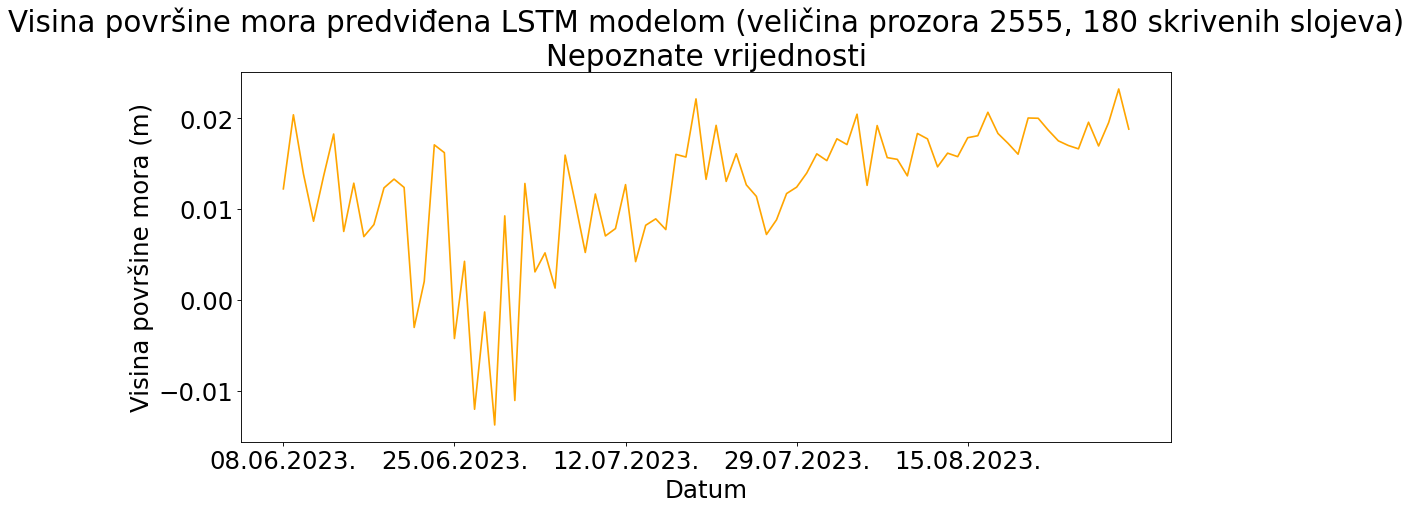 Visina površine mora predviđena LSTM modelom (veličina prozora 2555, 180 skrivenih slojeva)
Nepoznate vrijednosti
Visina površine mora (m)
0.02
0.01
0.00
−0.01
08.06.2023. 25.06.2023. 12.07.2023. 29.07.2023. 15.08.2023.
Datum